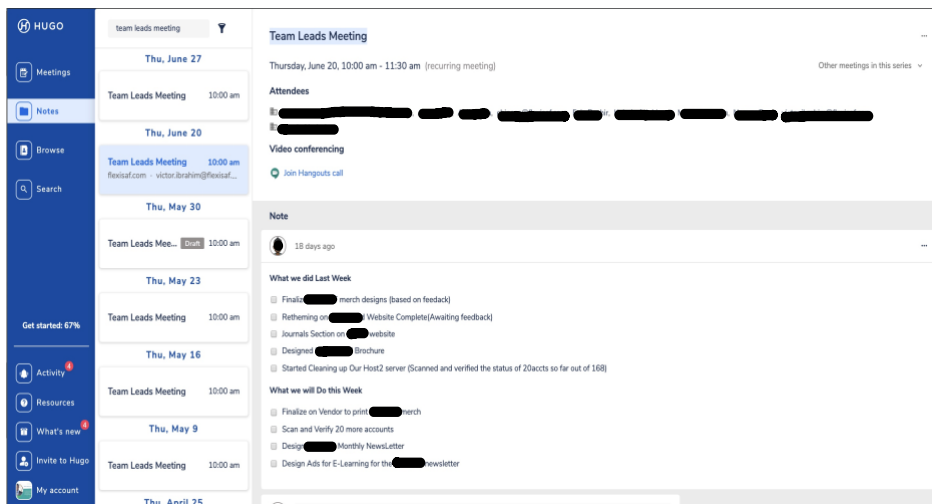 HUGO
Meetings
Notes
Browse
Search
Get started: 67%
Activity 4
Resources
What's new 4
Invite to Hugo
My account
team leads meeting
Thu, June 27
Team Leads Meeting 10:00 am
Thu, June 20
Team Leads Meeting 10:00 am
flexisaf.com - victor.ibrahim@flexisaf,...
Thu, May 30
Team Leads Mee... Draft 10:00 am
Thu, May 23
Team Leads Meeting 10:00 am
Thu, May 16
Team Leads Meeting 10:00 am
Thu, May 9
Team Leads Meeting 10:00 am
Thu, April 25
Team Leads Meeting
Thursday, June 20, 10:00 am - 11:30 am (recurring meeting)
Other meetings in this series
Attendees
Video conferencing
Join Hangouts call
Note
18 days ago
What we did Last Week
Finaliz merch designs (based on feedack)
Retheming on Website Complete(Awaiting feedback)
Journals Section on website
Designed Brochure
Started Cleaning up Our Host2 server (Scanned and verified the status of 20accts so far out of 168)
What we will Do this Week
Finalize on Vendor to print merch
Scan and Verify 20 more accounts
Design Monthly NewsLetter
Design Ads for E-Learning for the newsletter